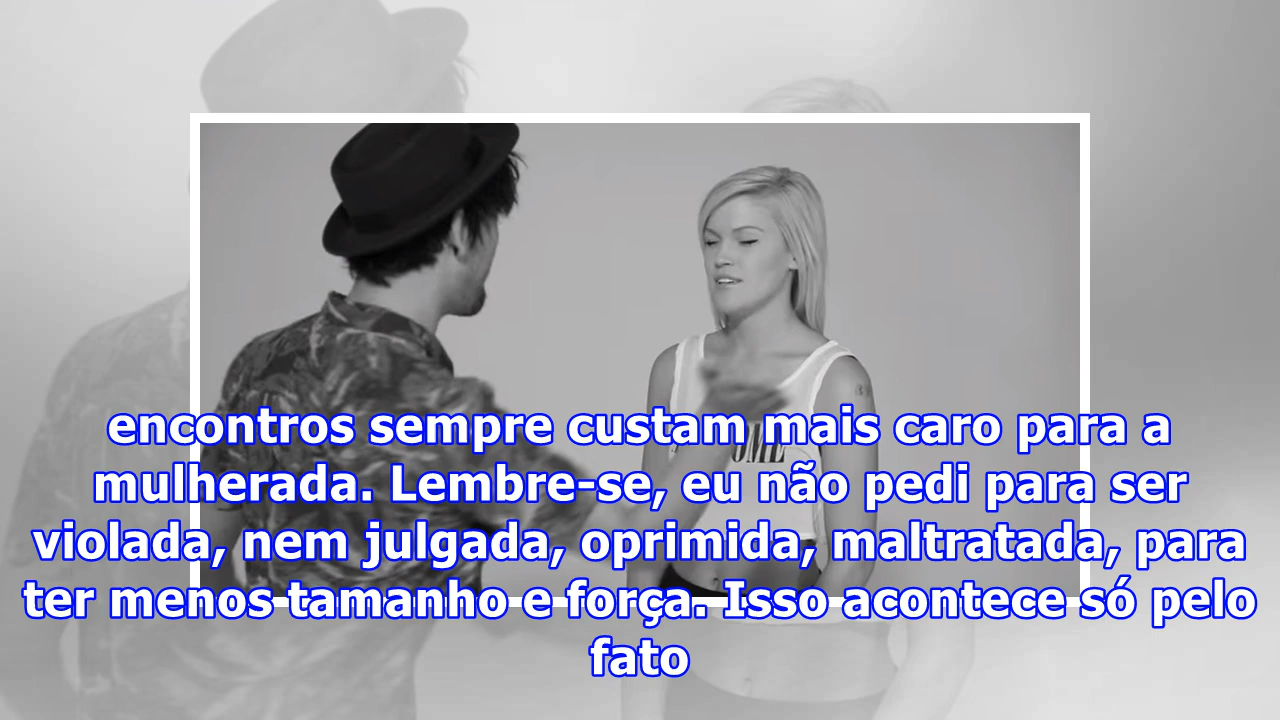 encontros sempre custam mais caro para a
mulherada. Lembre-se, eu não pedi para ser
violada, nem julgada, oprimida, maltratada, para
ter menos tamanho e força. Isso acontece só pelo
fato